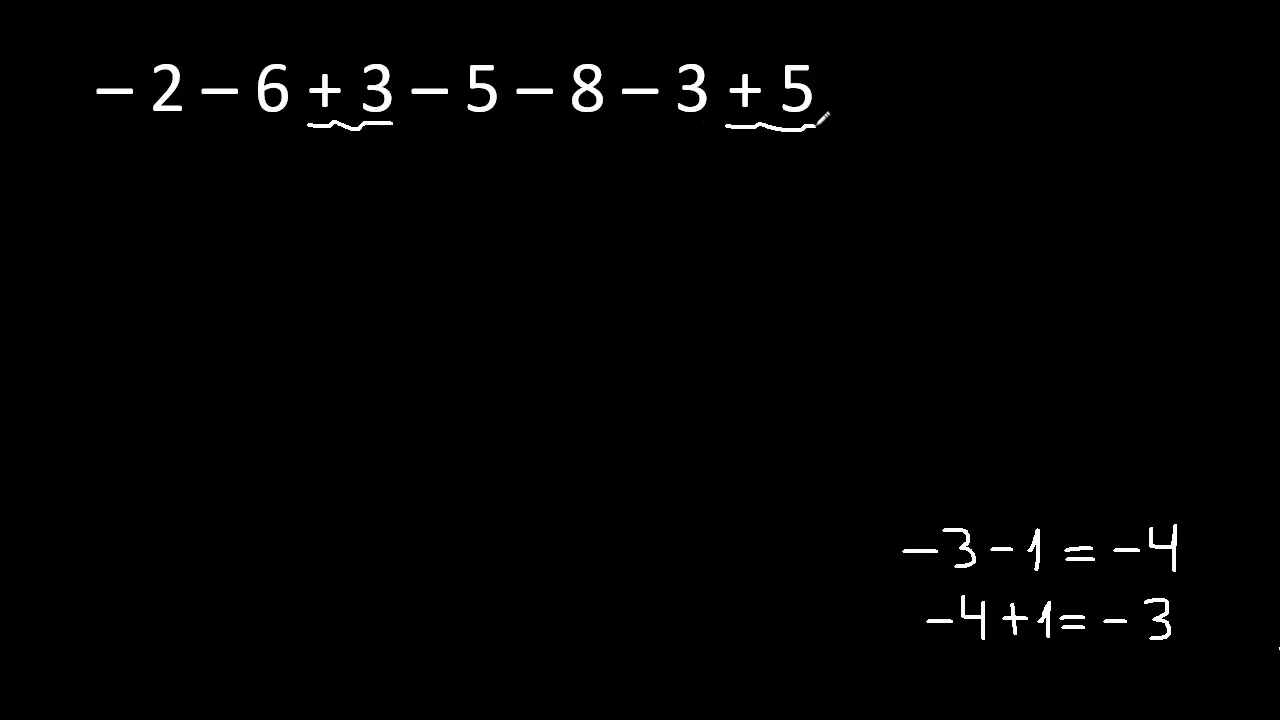 – 2 – 6 + 3 – 5 – 8 – 3 + 5
–3 – 1 = –4
–4 + 1 = – 3